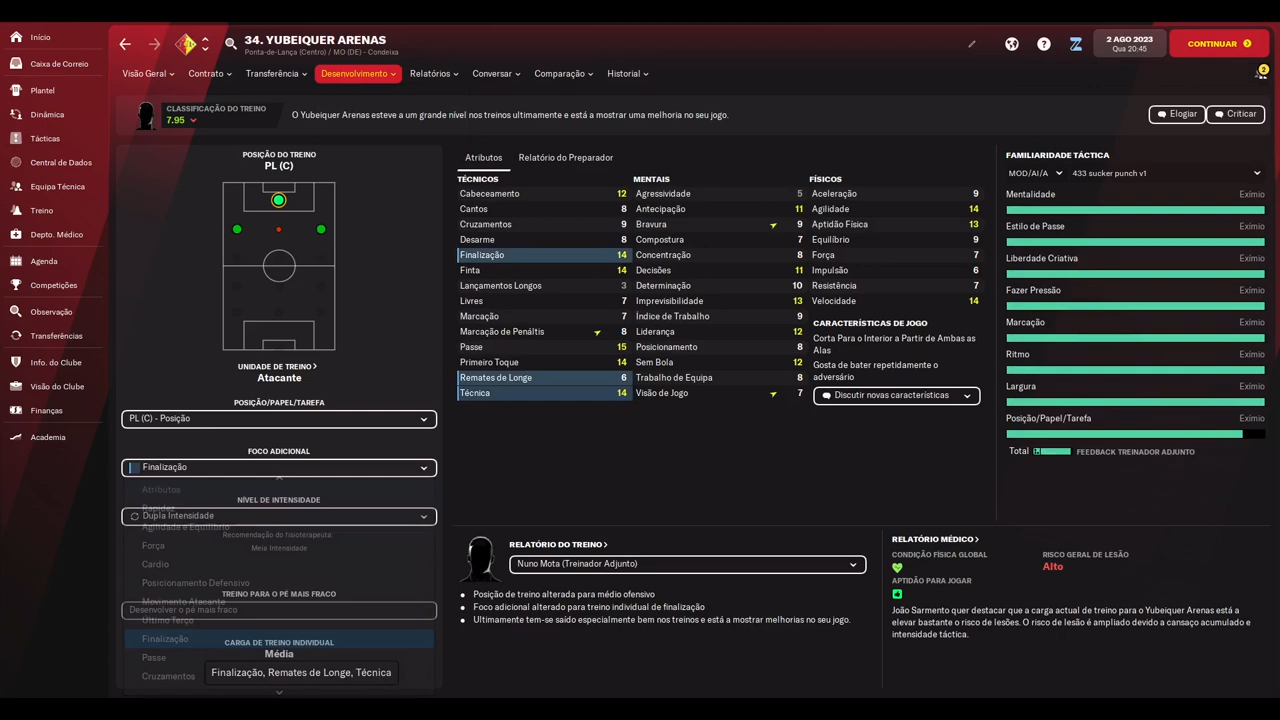 Início
Caixa de Correio
Plantel
Dinâmica
Tácticas
Central de Dados
Equipa Técnica
Treino
Depto. Médico
Agenda
Competições
Observação
Transferências
Info. do Clube
Visão do Clube
Finanças
Academia
34. YUBEIQUER ARENAS
Ponta-de-Lança (Centro) / MO (DE) - Condeixa
2 AGO 2023
Qua 20:45
CONTINUAR
2
Visão Geral
Contrato
Transferência
Desenvolvimento
Relatórios
Conversar
Comparação
Historial
CLASSIFICAÇÃO DO TREINO
7.95
O Yubeiquer Arenas esteve a um grande nível nos treinos ultimamente e está a mostrar uma melhoria no seu jogo.
Elogiar
Criticar
POSIÇÃO DO TREINO
PL (C)
UNIDADE DE TREINO
Atacante
POSIÇÃO/PAPEL/TAREFA
PL (C) - Posição
FOCO ADICIONAL
Finalização
Atributos
NÍVEL DE INTENSIDADE
Rapidez
Dupla Intensidade
Agilidade e Equilíbrio
Recomendação do fisioterapeuta:
Força
Meia Intensidade
Cardio
Posicionamento Defensivo
TREINO PARA O PÉ MAIS FRACO
Movimento Atacante
Desenvolver o pé mais fraco
Último Terço
Finalização
CARGA DE TREINO INDIVIDUAL
Média
Passe
Finalização, Remates de Longe, Técnica
Cruzamentos
Atributos
Relatório do Preparador
TÉCNICOS
Cabeceamento 12
Cantos 8
Cruzamentos 9
Desarme 8
Finalização 14
Finta 14
Lançamentos Longos 3
Livres 7
Marcação 7
Marcação de Penáltis 8
Passe 15
Primeiro Toque 14
Remates de Longe 6
Técnica 14
MENTAIS
Agressividade 5
Antecipação 11
Bravura 9
Compostura 7
Concentração 8
Decisões 11
Determinação 10
Imprevisibilidade 13
Índice de Trabalho 9
Liderança 12
Posicionamento 8
Sem Bola 12
Trabalho de Equipa 8
Visão de Jogo 7
FÍSICOS
Aceleração 9
Agilidade 14
Aptidão Física 13
Equilíbrio 9
Força 7
Impulsão 6
Resistência 7
Velocidade 14
CARACTERÍSTICAS DE JOGO
Corta Para o Interior a Partir de Ambas as
Alas
Gosta de bater repetidamente o
adversário
Discutir novas características
FAMILIARIDADE TÁCTICA
MOD/AI/A
433 sucker punch v1
Mentalidade Exímio
Estilo de Passe Exímio
Liberdade Criativa Exímio
Fazer Pressão Exímio
Marcação Exímio
Ritmo Exímio
Largura Exímio
Posição/Papel/Tarefa Exímio
Total
FEEDBACK TREINADOR ADJUNTO
RELATÓRIO DO TREINO
Nuno Mota (Treinador Adjunto)
Posição de treino alterada para médio ofensivo
Foco adicional alterado para treino individual de finalização
Ultimamente tem-se saído especialmente bem nos treinos e está a mostrar melhorias no seu jogo.
RELATÓRIO MÉDICO
CONDIÇÃO FÍSICA GLOBAL
RISCO GERAL DE LESÃO
Alto
APTIDÃO PARA JOGAR
João Sarmento quer destacar que a carga actual de treino para o Yubeiquer Arenas está a
elevar bastante o risco de lesões. O risco de lesão é ampliado devido a cansaço acumulado e
intensidade táctica.